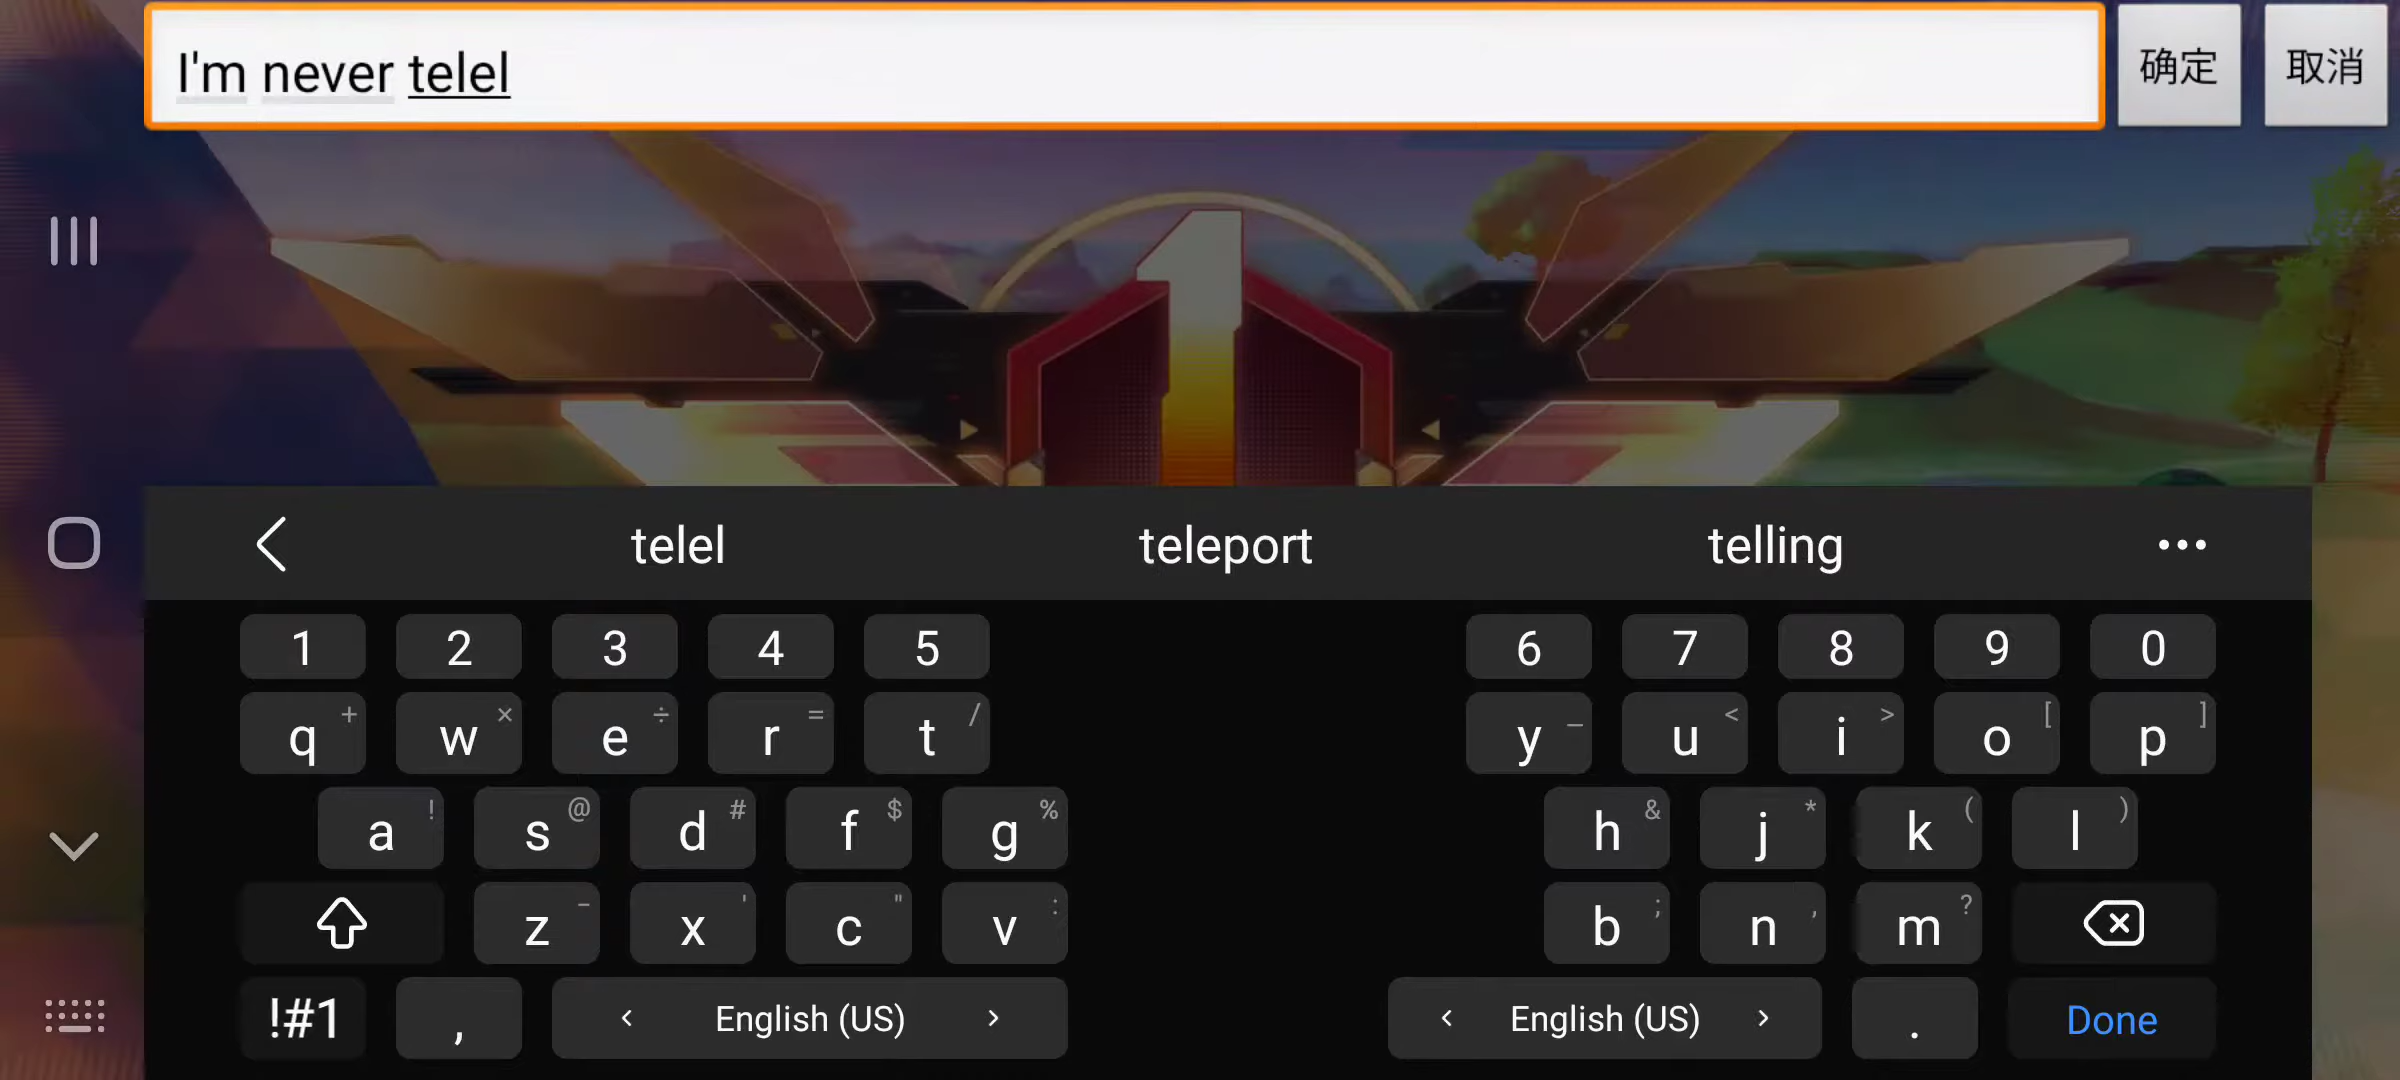 I'm never telel
确定
取消
1
telel
teleport
telling
•••
1 2 3 4 5 6 7 8 9 0
q + w × e ÷ r = t / y _ u < i > o [ p ]
a ! s @ d # f $ g % h & j * k ( l )
z - x ' c " v : b ; n , m ?
!#1 , < English (US) > < English (US) > . Done